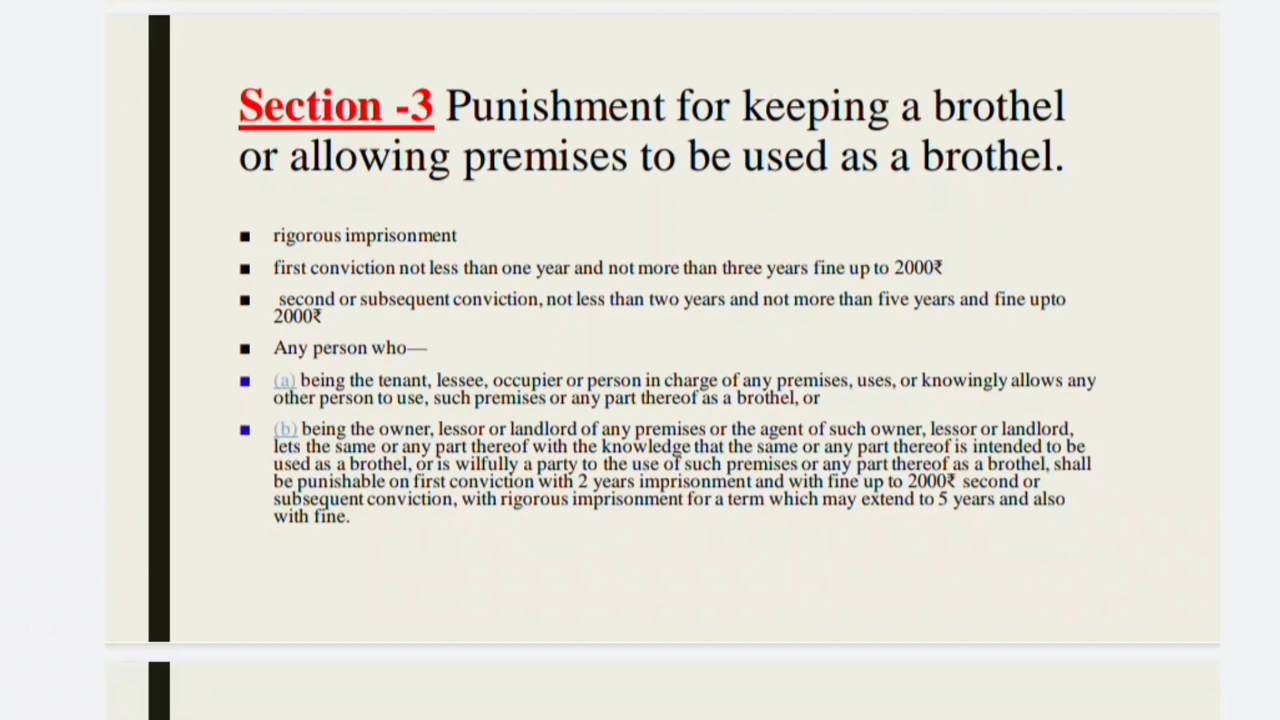 Section -3 Punishment for keeping a brothel
or allowing premises to be used as a brothel.
rigorous imprisonment
first conviction not less than one year and not more than three years fine up to 2000₹
second or subsequent conviction, not less than two years and not more than five years and fine upto
2000₹
Any person who—
(a) being the tenant, lessee, occupier or person in charge of any premises, uses, or knowingly allows any
other person to use, such premises or any part thereof as a brothel, or
(b) being the owner, lessor or landlord of any premises or the agent of such owner, lessor or landlord,
lets the same or any part thereof with the knowledge that the same or any part thereof is intended to be
used as a brothel, or is wilfully a party to the use of such premises or any part thereof as a brothel, shall
be punishable on first conviction with 2 years imprisonment and with fine up to 2000₹ second or
subsequent conviction, with rigorous imprisonment for a term which may extend to 5 years and also
with fine.